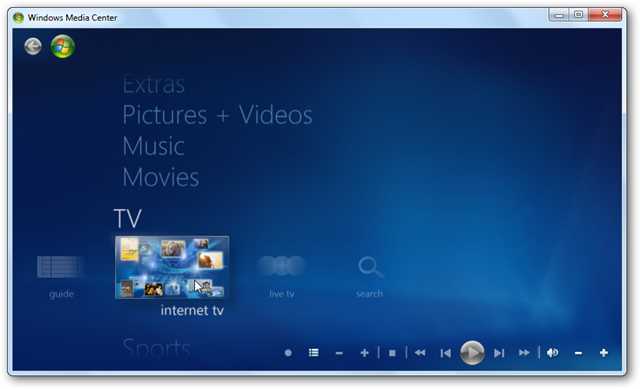 Windows Media Center
Extras
Pictures + Videos
Music
Movies
TV
guide
internet tv
live tv
search
Sports